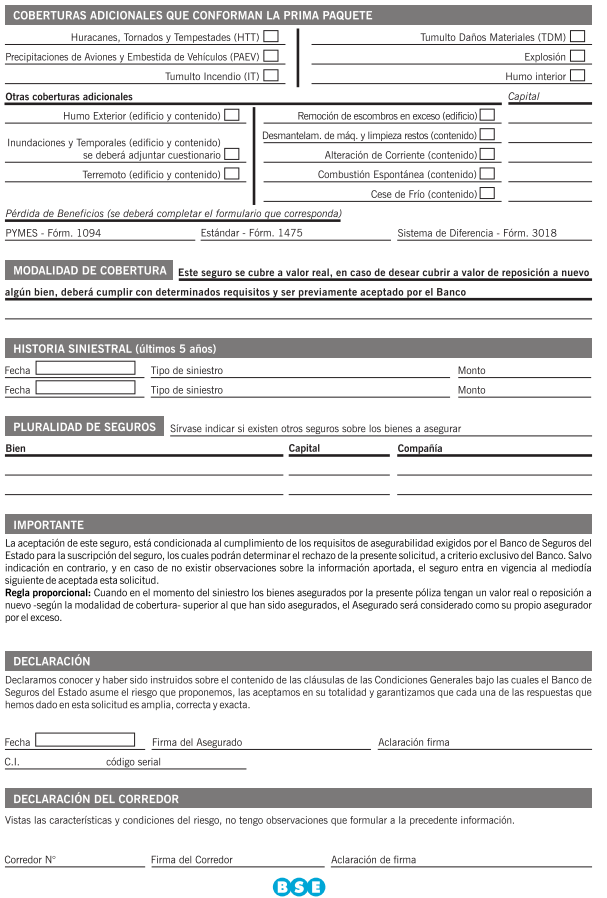 COBERTURAS ADICIONALES QUE CONFORMAN LA PRIMA PAQUETE
Huracanes, Tornados y Tempestades (HTT)
Tumulto Daños Materiales (TDM)
Precipitaciones de Aviones y Embestida de Vehículos (PAEV)
Explosión
Tumulto Incendio (IT)
Humo interior
Otras coberturas adicionales
Capital
Humo Exterior (edificio y contenido)
Remoción de escombros en exceso (edificio)
Desmantelam. de máq. y limpieza restos (contenido)
Inundaciones y Temporales (edificio y contenido)
se deberá adjuntar cuestionario
Alteración de Corriente (contenido)
Terremoto (edificio y contenido)
Combustión Espontánea (contenido)
Cese de Frío (contenido)
Pérdida de Beneficios (se deberá completar el formulario que corresponda)
PYMES - Fórm. 1094
Estándar - Fórm. 1475
Sistema de Diferencia - Fórm. 3018
MODALIDAD DE COBERTURA
Este seguro se cubre a valor real, en caso de desear cubrir a valor de reposición a nuevo
algún bien, deberá cumplir con determinados requisitos y ser previamente aceptado por el Banco
HISTORIA SINIESTRAL (últimos 5 años)
Fecha
Tipo de siniestro
Monto
Fecha
Tipo de siniestro
Monto
PLURALIDAD DE SEGUROS
Sírvase indicar si existen otros seguros sobre los bienes a asegurar
Bien
Capital
Compañía
IMPORTANTE
La aceptación de este seguro, está condicionada al cumplimiento de los requisitos de asegurabilidad exigidos por el Banco de Seguros del
Estado para la suscripción del seguro, los cuales podrán determinar el rechazo de la presente solicitud, a criterio exclusivo del Banco. Salvo
indicación en contrario, y en caso de no existir observaciones sobre la información aportada, el seguro entra en vigencia al mediodía
siguiente de aceptada esta solicitud.
Regla proporcional: Cuando en el momento del siniestro los bienes asegurados por la presente póliza tengan un valor real o reposición a
nuevo -según la modalidad de cobertura- superior al que han sido asegurados, el Asegurado será considerado como su propio asegurador
por el exceso.
DECLARACIÓN
Declaramos conocer y haber sido instruidos sobre el contenido de las cláusulas de las Condiciones Generales bajo las cuales el Banco de
Seguros del Estado asume el riesgo que proponemos, las aceptamos en su totalidad y garantizamos que cada una de las respuestas que
hemos dado en esta solicitud es amplia, correcta y exacta.
Fecha
Firma del Asegurado
Aclaración firma
C.I.
código serial
DECLARACIÓN DEL CORREDOR
Vistas las características y condiciones del riesgo, no tengo observaciones que formular a la precedente información.
Corredor N°
Firma del Corredor
Aclaración de firma
BSE